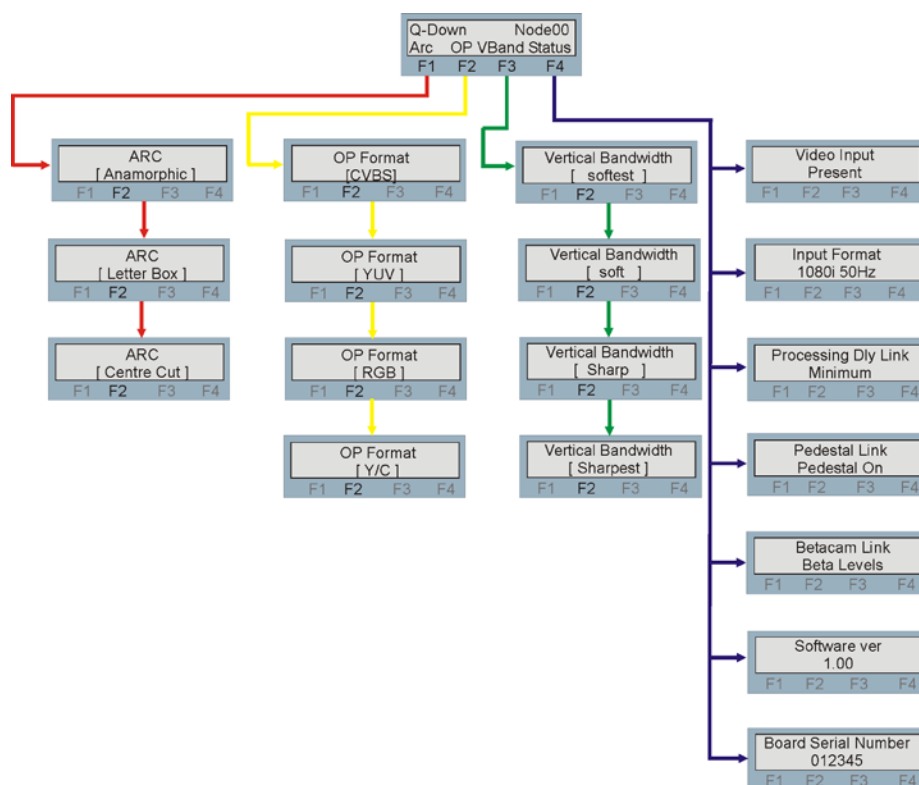 Q-Down Node00
Arc OP VBand Status
F1 F2 F3 F4
ARC
[ Anamorphic ]
F1 F2 F3 F4
ARC
[ Letter Box ]
F1 F2 F3 F4
ARC
[ Centre Cut ]
F1 F2 F3 F4
OP Format
[CVBS]
F1 F2 F3 F4
OP Format
[ YUV ]
F1 F2 F3 F4
OP Format
[ RGB ]
F1 F2 F3 F4
OP Format
[ Y/C ]
F1 F2 F3 F4
Vertical Bandwidth
[ softest ]
F1 F2 F3 F4
Vertical Bandwidth
[ soft ]
F1 F2 F3 F4
Vertical Bandwidth
[ Sharp ]
F1 F2 F3 F4
Vertical Bandwidth
[ Sharpest ]
F1 F2 F3 F4
Video Input
Present
F1 F2 F3 F4
Input Format
1080i 50Hz
F1 F2 F3 F4
Processing Dly Link
Minimum
F1 F2 F3 F4
Pedestal Link
Pedestal On
F1 F2 F3 F4
Betacam Link
Beta Levels
F1 F2 F3 F4
Software ver
1.00
F1 F2 F3 F4
Board Serial Number
012345
F1 F2 F3 F4